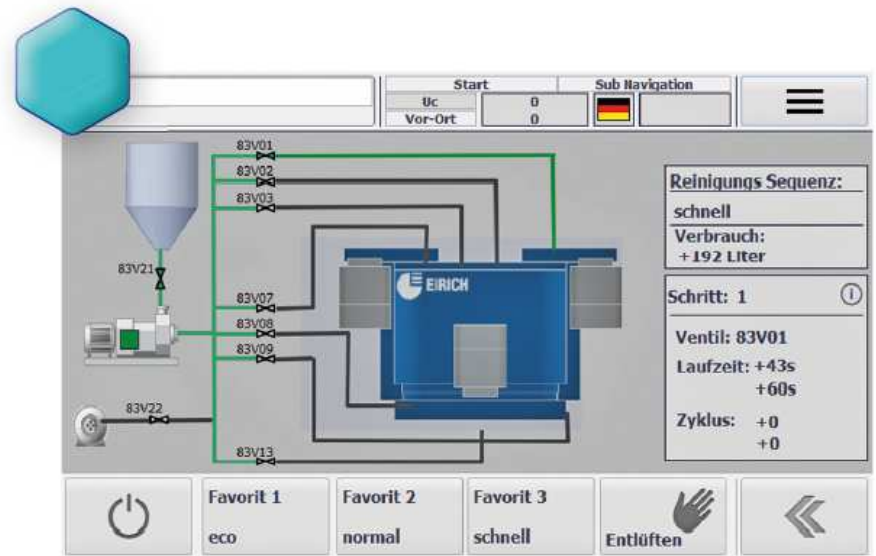 Start
Sub Navigation
Uc 0
Vor-Ort 0
83V01
83V02
83V03
Reinigungs Sequenz:
schnell
Verbrauch:
+192 Liter
83V21
EIRICH
83V07
83V08
83V09
Schritt: 1
Ventil: 83V01
Laufzeit: +43s
+60s
Zyklus: +0
+0
83V22
83V13
Favorit 1
eco
Favorit 2
normal
Favorit 3
schnell
Entlüften